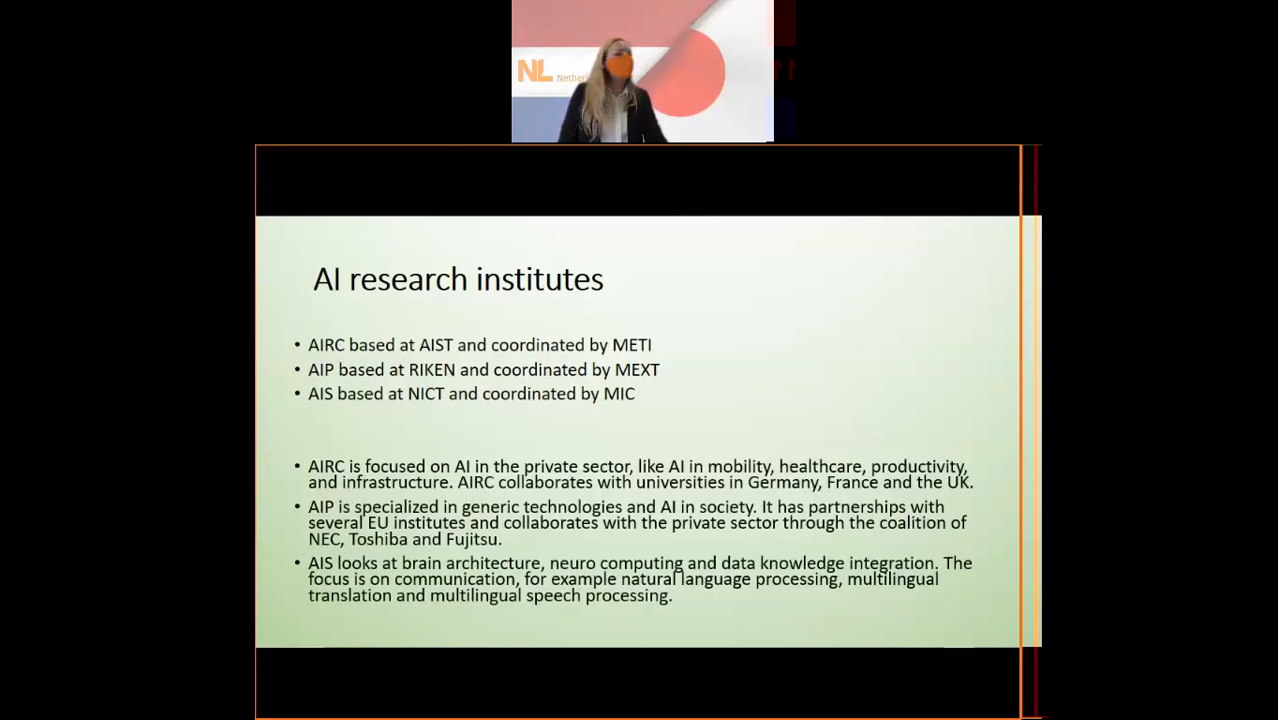 NL
AI research institutes
• AIRC based at AIST and coordinated by METI
• AIP based at RIKEN and coordinated by MEXT
• AIS based at NICT and coordinated by MIC
• AIRC is focused on AI in the private sector, like AI in mobility, healthcare, productivity,
and infrastructure. AIRC collaborates with universities in Germany, France and the UK.
• AIP is specialized in generic technologies and AI in society. It has partnerships with
several EU institutes and collaborates with the private sector through the coalition of
NEC, Toshiba and Fujitsu.
• AIS looks at brain architecture, neuro computing and data knowledge integration. The
focus is on communication, for example natural language processing, multilingual
translation and multilingual speech processing.